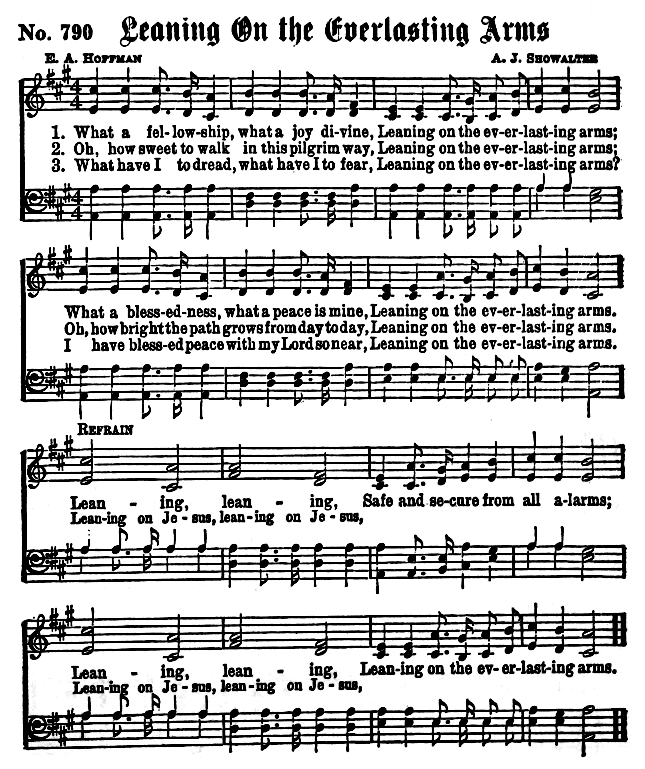 No. 790 Leaning On the Everlasting Arms
E. A. Hoffman A. J. Showalter
1. What a fel-low-ship, what a joy di-vine, Leaning on the ev-er-last-ing arms;
2. Oh, how sweet to walk in this pilgrim way, Leaning on the ev-er-last-ing arms;
3. What have I to dread, what have I to fear, Leaning on the ev-er-last-ing arms?
What a bless-ed-ness, what a peace is mine, Leaning on the ev-er-last-ing arms.
Oh, how bright the path grows from day to day, Leaning on the ev-er-last-ing arms.
I have bless-ed peace with my Lord so near, Leaning on the ev-er-last-ing arms.
Refrain
Lean - ing, lean - ing, Safe and se-cure from all a-larms;
Lean-ing on Je-sus, lean-ing on Je-sus,
Lean - ing, lean - ing, Lean-ing on the ev-er-last-ing arms.
Lean-ing on Je-sus, lean-ing on Je-sus,